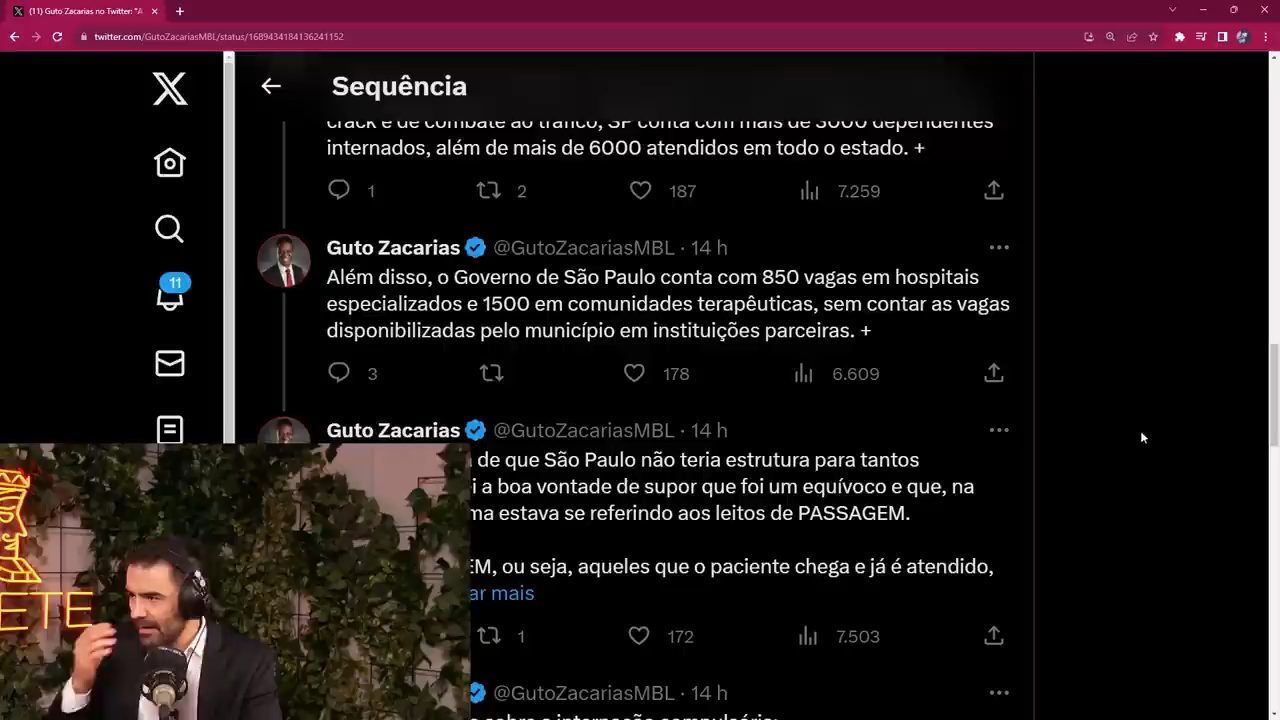 (11) Guto Zacarias no Twitter: "A
twitter.com/GutoZacariasMBL/status/1689434184136241152
Sequência
crack e de combate ao tráfico, SP conta com mais de 3000 dependentes
internados, além de mais de 6000 atendidos em todo o estado. +
1 2 187 7.259
Guto Zacarias @GutoZacariasMBL · 14 h
Além disso, o Governo de São Paulo conta com 850 vagas em hospitais
especializados e 1500 em comunidades terapêuticas, sem contar as vagas
disponibilizadas pelo município em instituições parceiras. +
3 178 6.609
11
Guto Zacarias @GutoZacariasMBL · 14 h
de que São Paulo não teria estrutura para tantos
i a boa vontade de supor que foi um equívoco e que, na
ma estava se referindo aos leitos de PASSAGEM.
EM, ou seja, aqueles que o paciente chega e já é atendido,
ar mais
1 172 7.503
@GutoZacariasMBL · 14 h
sobre a internação compulsória:
ETE